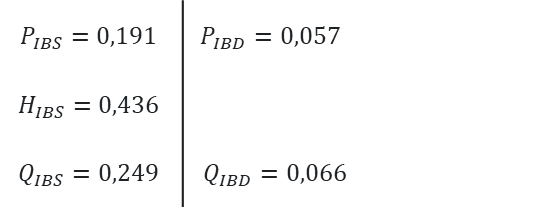 P_IBS = 0,191 P_IBD = 0,057
H_IBS = 0,436
Q_IBS = 0,249 Q_IBD = 0,066